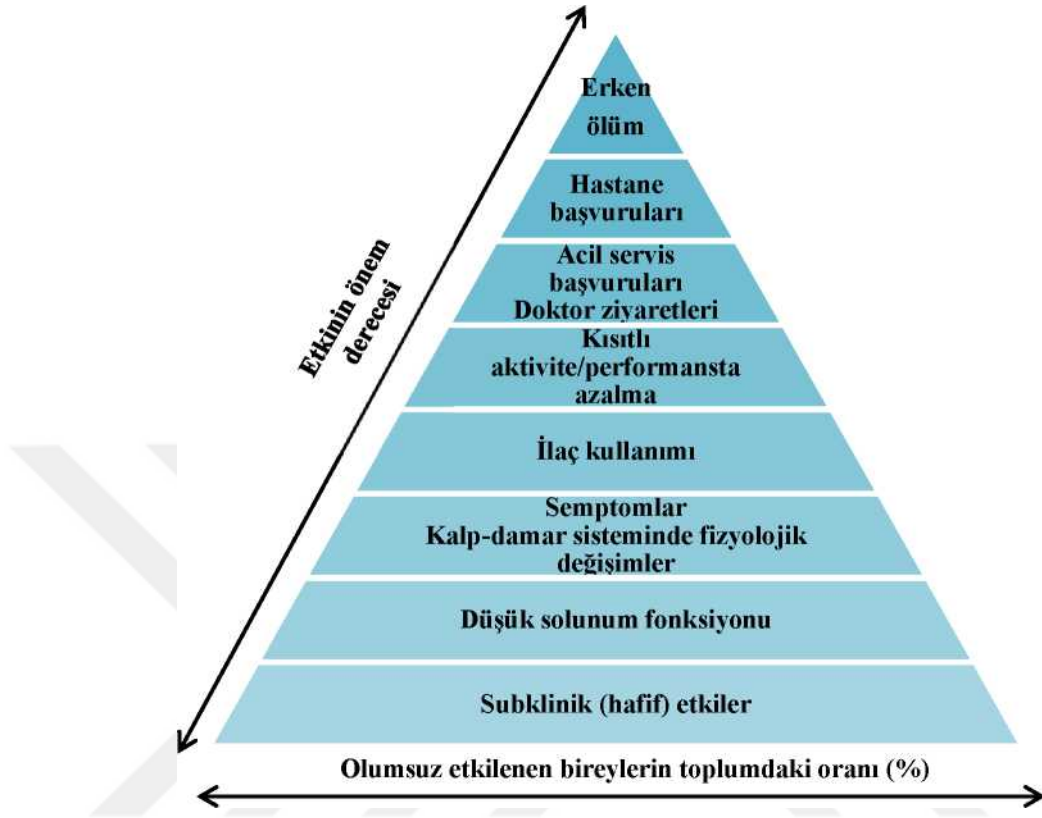 Erken
ölüm
Hastane
başvuruları
Acil servis
başvuruları
Doktor ziyaretleri
Kısıtlı
aktivite/performansta
azalma
İlaç kullanımı
Semptomlar
Kalp-damar sisteminde fizyolojik
değişimler
Düşük solunum fonksiyonu
Subklinik (hafif) etkiler
Etkinin önem
derecesi
Olumsuz etkilenen bireylerin toplumdaki oranı (%)